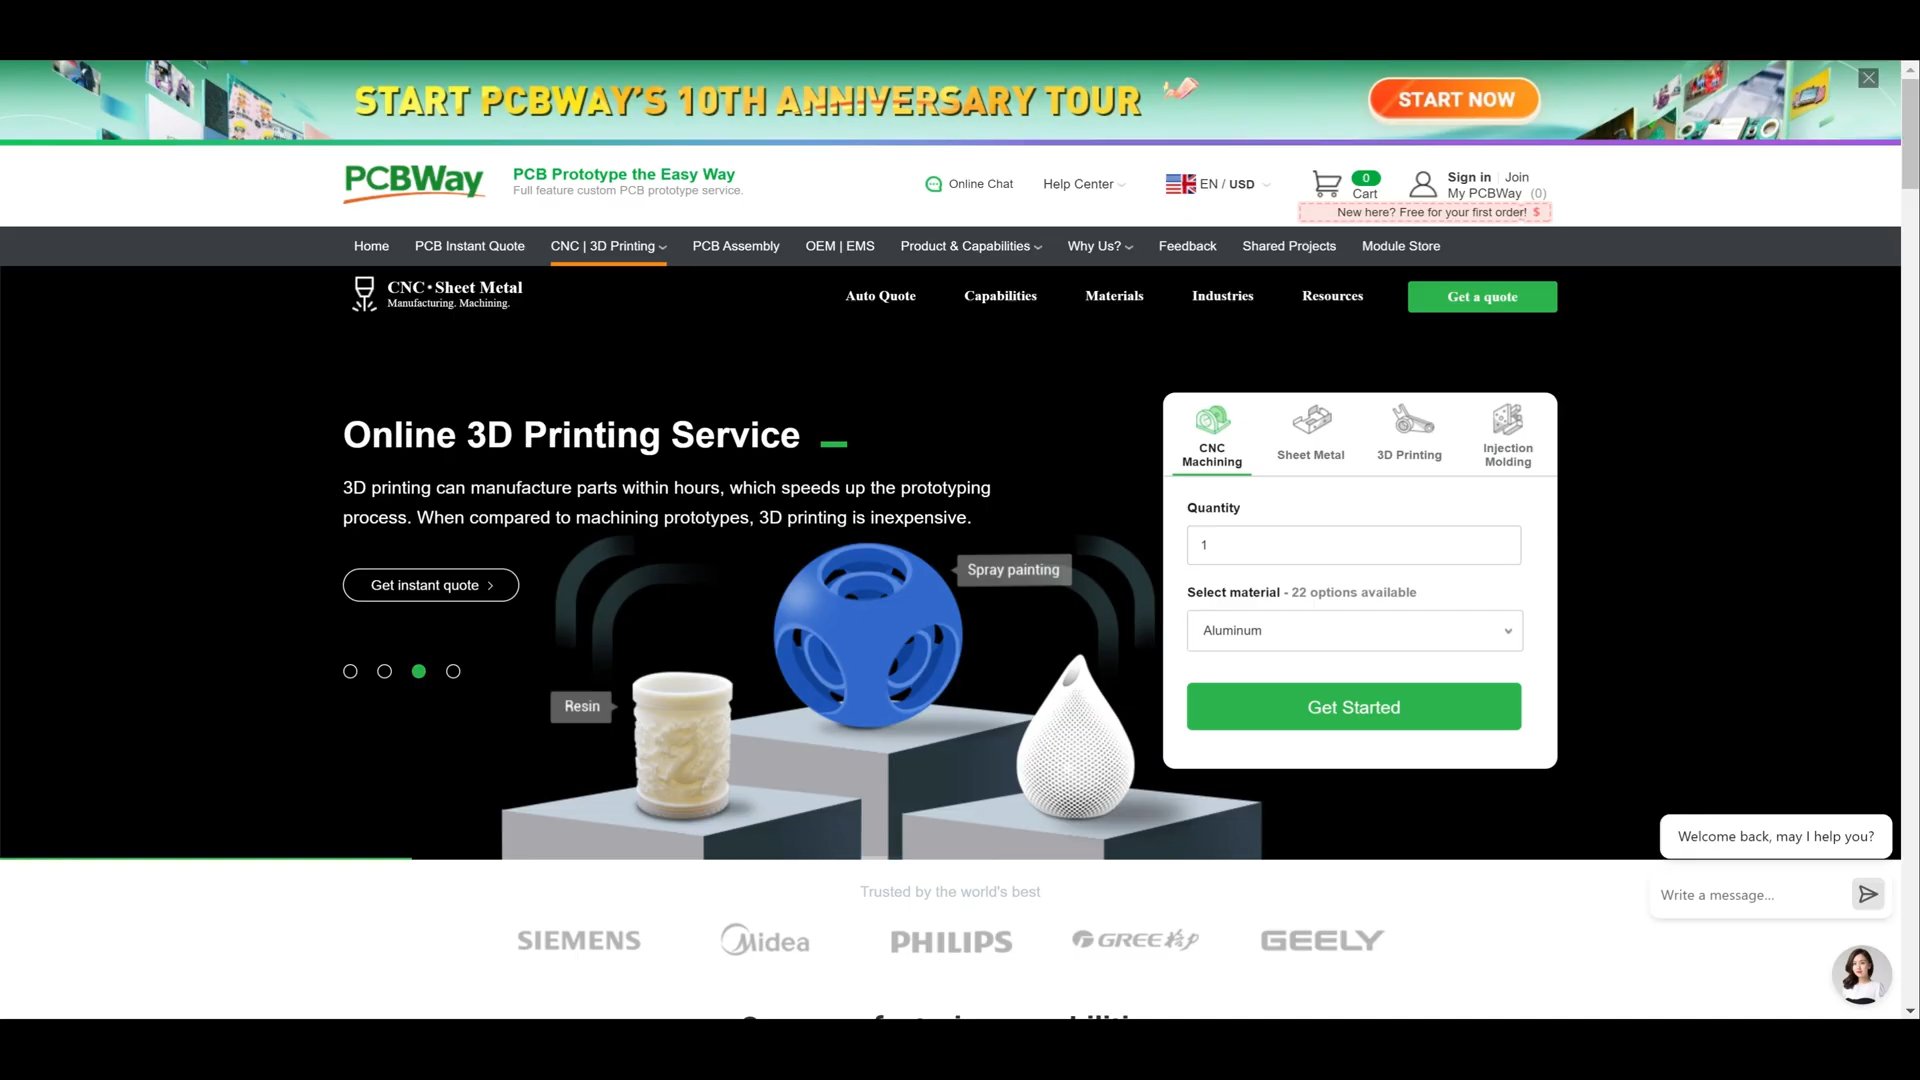 START PCBWAY'S 10TH ANNIVERSARY TOUR
START NOW
PCBWay
PCB Prototype the Easy Way
Full feature custom PCB prototype service.
Online Chat
Help Center
EN / USD
0
Cart
Sign in
Join
My PCBWay (0)
New here? Free for your first order! $
Home
PCB Instant Quote
CNC | 3D Printing
PCB Assembly
OEM | EMS
Product & Capabilities
Why Us?
Feedback
Shared Projects
Module Store
CNC•Sheet Metal
Manufacturing. Machining.
Auto Quote
Capabilities
Materials
Industries
Resources
Get a quote
Online 3D Printing Service
3D printing can manufacture parts within hours, which speeds up the prototyping
process. When compared to machining prototypes, 3D printing is inexpensive.
Get instant quote
Spray painting
Resin
CNC
Machining
Sheet Metal
3D Printing
Injection
Molding
Quantity
1
Select material - 22 options available
Aluminum
Get Started
Welcome back, may I help you?
Write a message...
Trusted by the world's best
SIEMENS
Midea
PHILIPS
GREE格力
GEELY